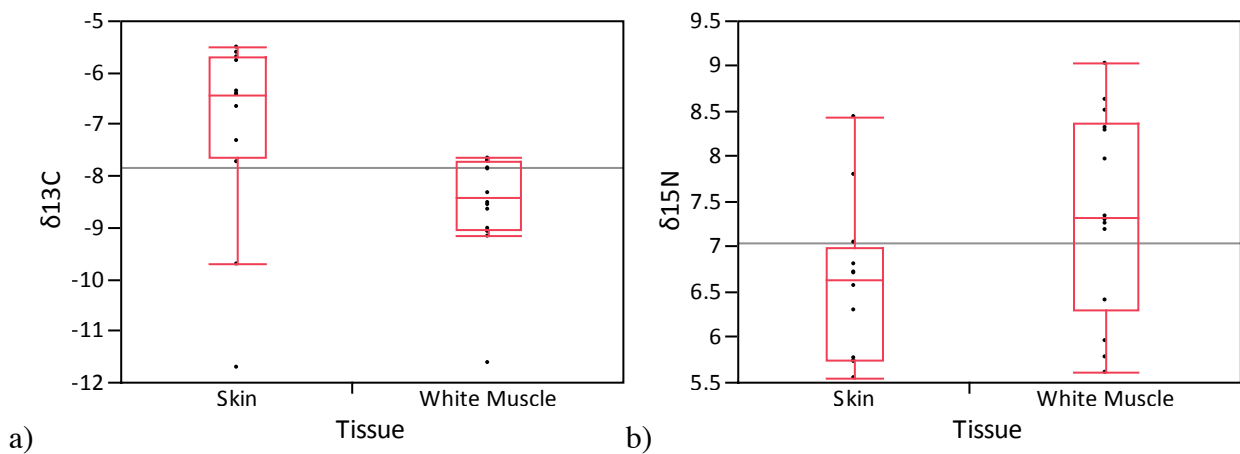 -5
-6
-7
-8
-9
-10
-11
-12
δ13C
Skin
White Muscle
Tissue
a)
9.5
9
8.5
8
7.5
7
6.5
6
5.5
δ15N
Skin
White Muscle
Tissue
b)